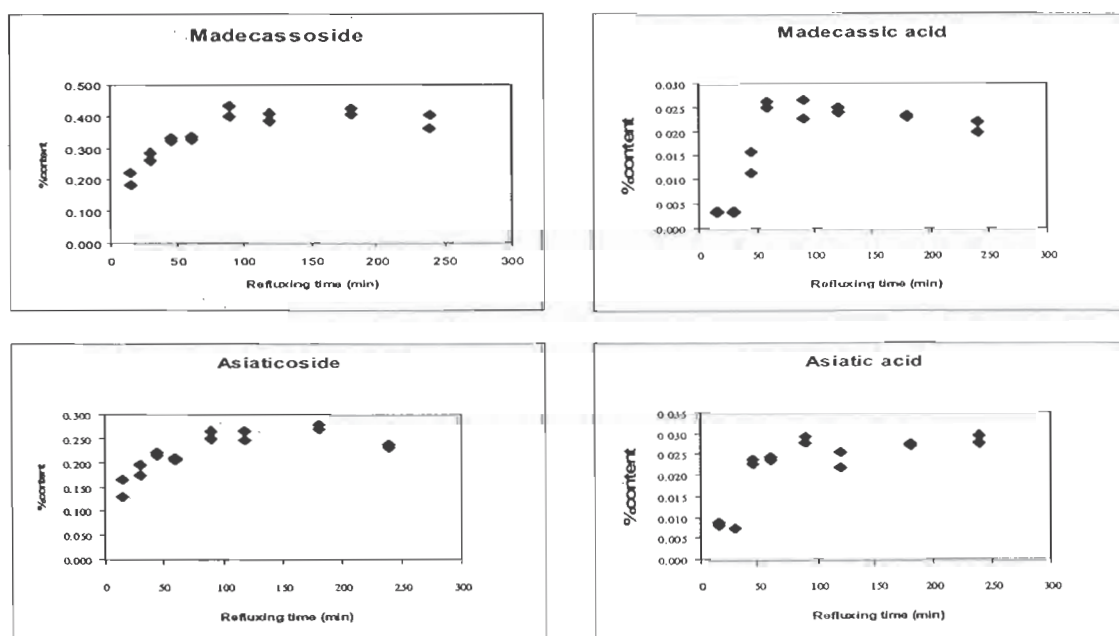 Madecassoside
%content
0.500
0.400
0.300
0.200
0.100
0.000
0 50 100 150 200 250 300
Refluxing time (min)
Madecassic acid
%content
0.030
0.025
0.020
0.015
0.010
0.005
-0.000
0 50 100 150 200 250 300
Refluxing time (min)
Asiaticoside
%content
0.300
0.250
0.200
0.150
0.100
0.050
0.000
0 50 100 150 200 250 300
Refluxing time (min)
Asiatic acid
%content
0.035
0.030
0.025
0.020
0.015
0.010
0.005
0.000
0 50 100 150 200 250 300
Refluxing time (min)